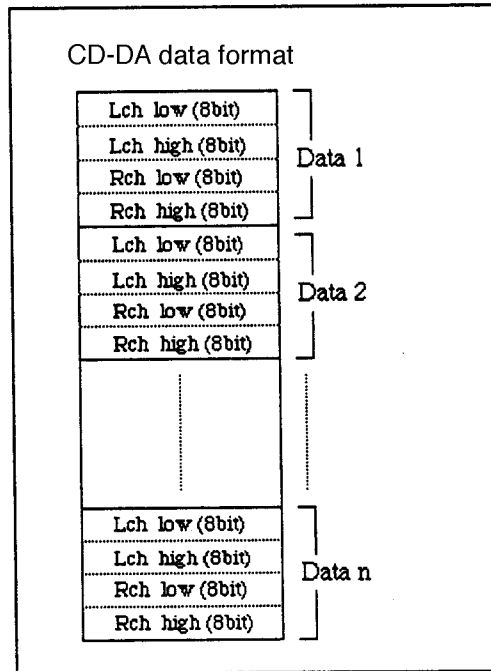 CD-DA data format
Lch low (8bit)
Lch high (8bit)
Rch low (8bit)
Rch high (8bit)
Data 1
Lch low (8bit)
Lch high (8bit)
Rch low (8bit)
Rch high (8bit)
Data 2
Lch low (8bit)
Lch high (8bit)
Rch low (8bit)
Rch high (8bit)
Data n